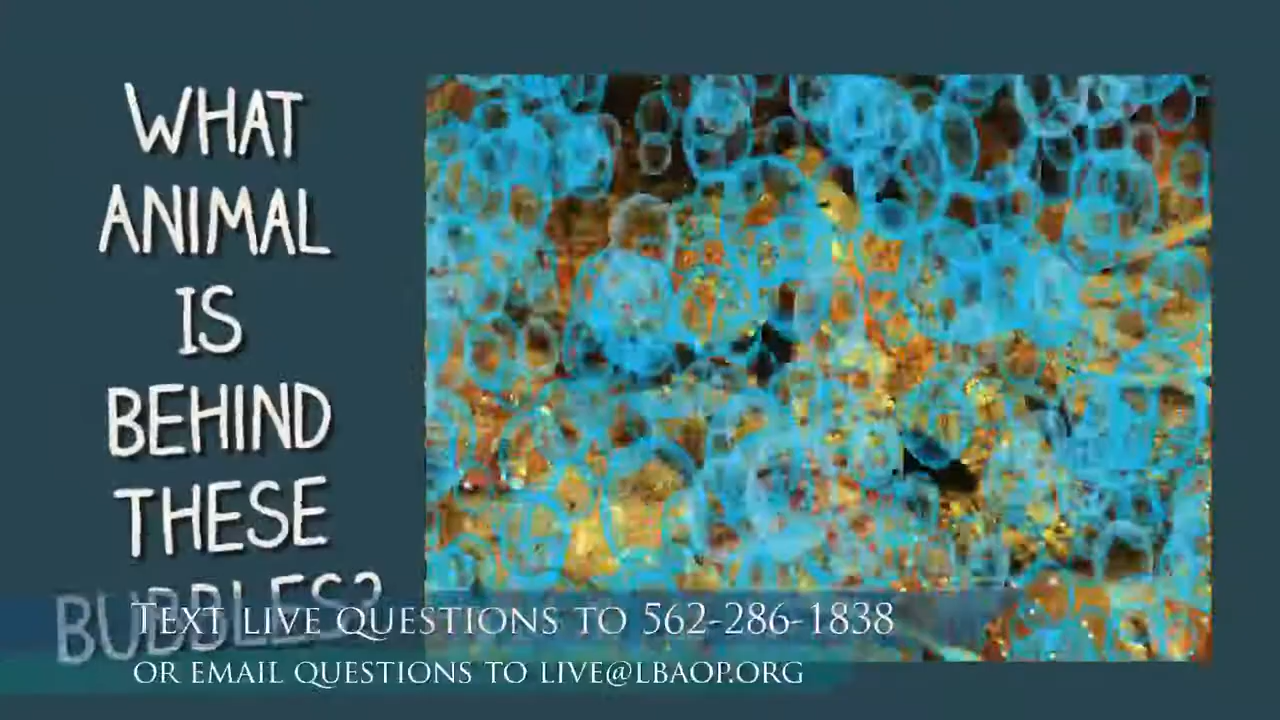 WHAT
ANIMAL
IS
BEHIND
THESE
BUBBLES?
TEXT LIVE QUESTIONS TO 562-286-1838
OR EMAIL QUESTIONS TO LIVE@LBAOP.ORG